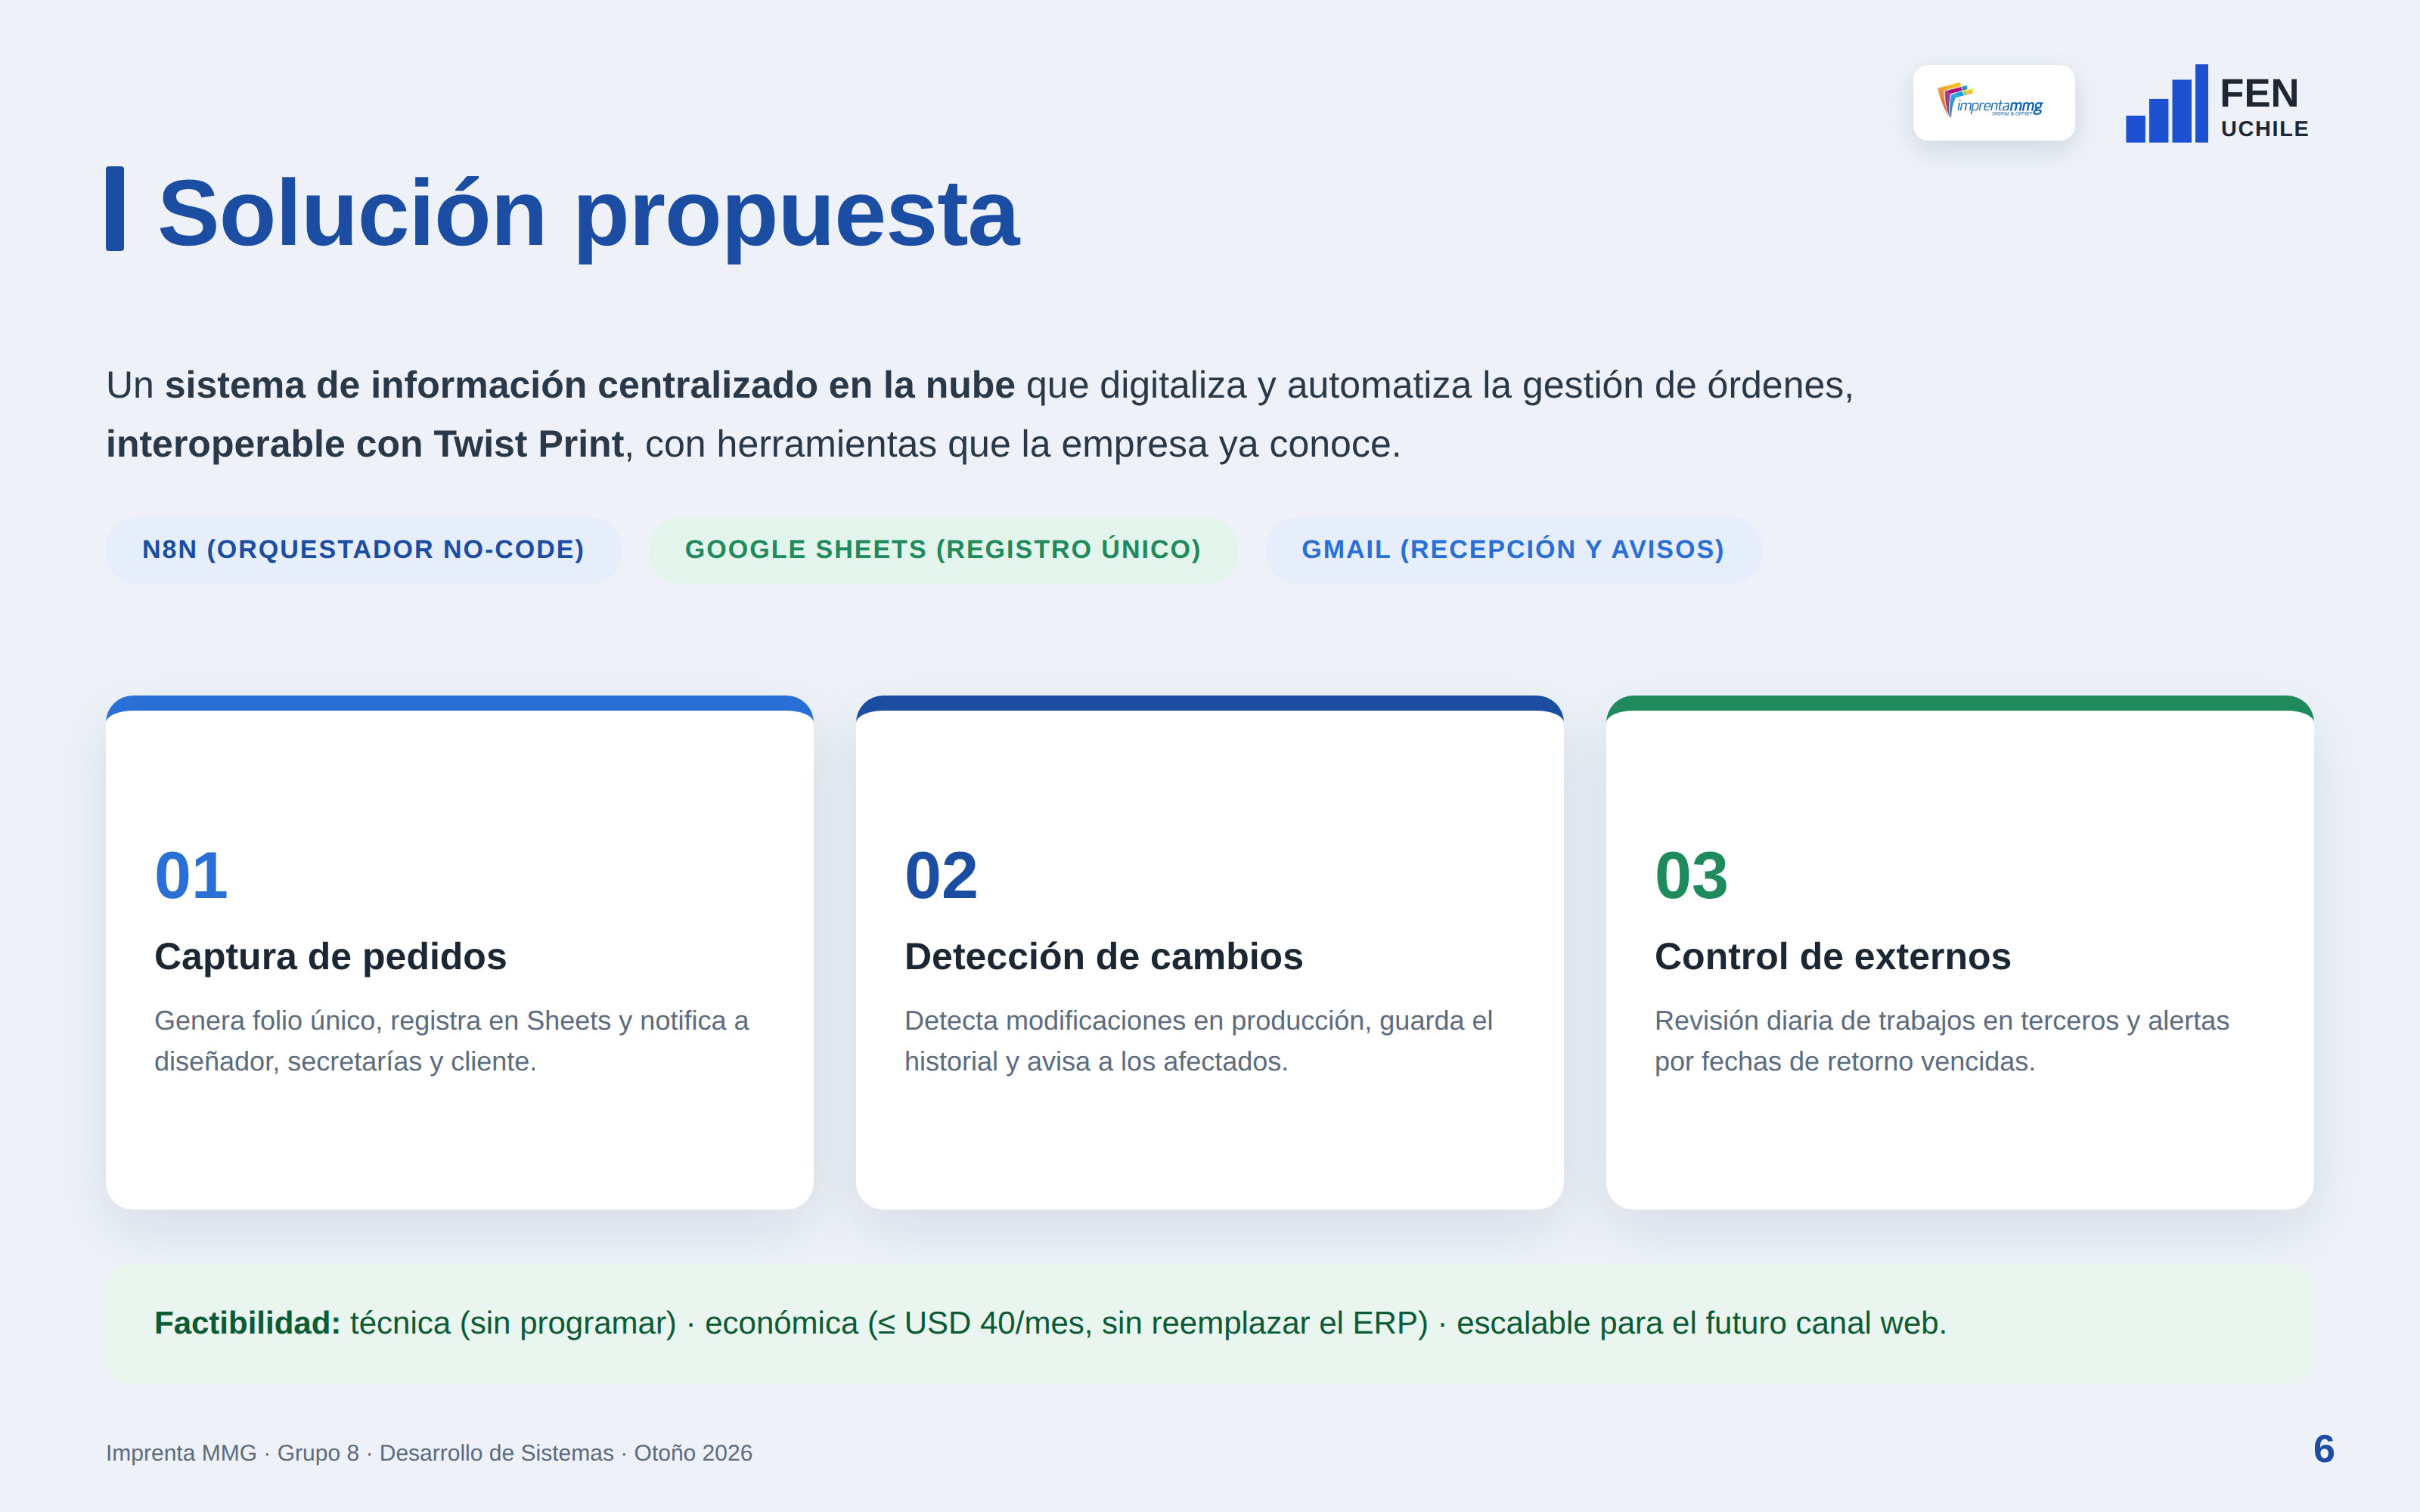 imprentammg
DIGITAL & OFFSET
FEN
UCHILE
Solución propuesta
Un sistema de información centralizado en la nube que digitaliza y automatiza la gestión de órdenes,
interoperable con Twist Print, con herramientas que la empresa ya conoce.
N8N (ORQUESTADOR NO-CODE)
GOOGLE SHEETS (REGISTRO ÚNICO)
GMAIL (RECEPCIÓN Y AVISOS)
01
Captura de pedidos
Genera folio único, registra en Sheets y notifica a
diseñador, secretarías y cliente.
02
Detección de cambios
Detecta modificaciones en producción, guarda el
historial y avisa a los afectados.
03
Control de externos
Revisión diaria de trabajos en terceros y alertas
por fechas de retorno vencidas.
Factibilidad: técnica (sin programar) · económica (≤ USD 40/mes, sin reemplazar el ERP) · escalable para el futuro canal web.
Imprenta MMG · Grupo 8 · Desarrollo de Sistemas · Otoño 2026
6